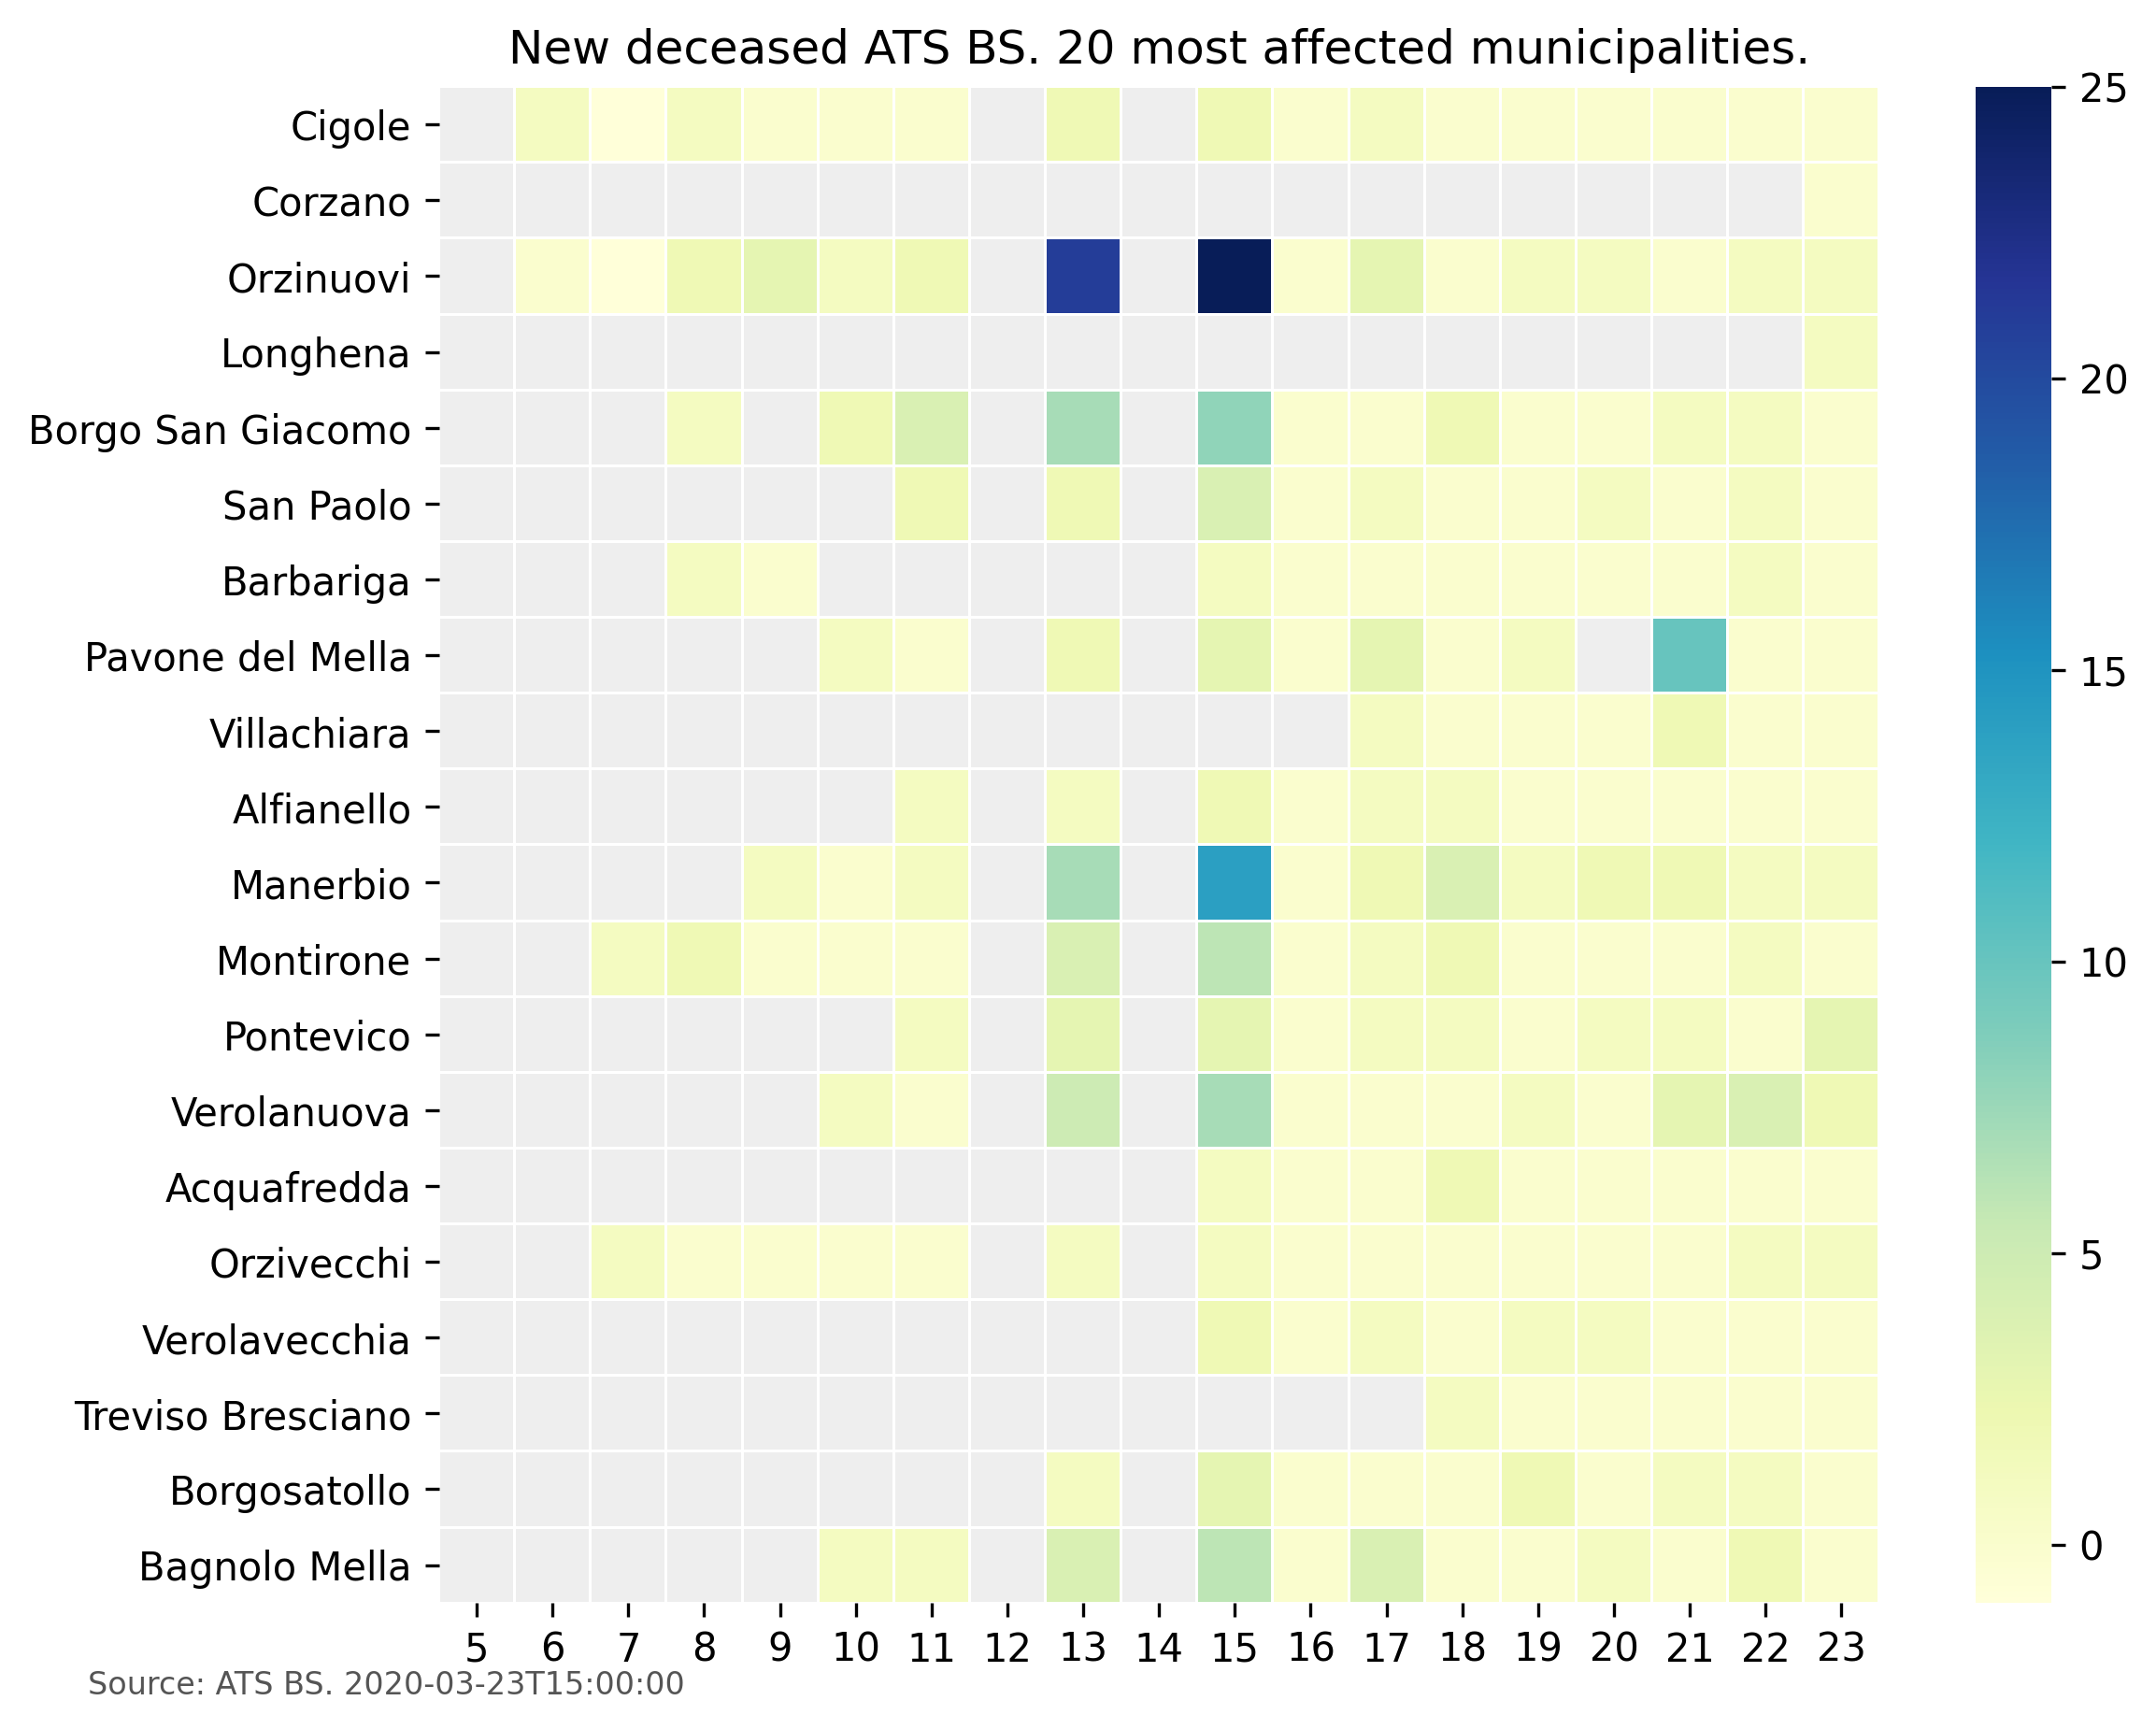 New deceased ATS BS. 20 most affected municipalities.
Cigole
Corzano
Orzinuovi
Longhena
Borgo San Giacomo
San Paolo
Barbariga
Pavone del Mella
Villachiara
Alfianello
Manerbio
Montirone
Pontevico
Verolanuova
Acquafredda
Orzivecchi
Verolavecchia
Treviso Bresciano
Borgosatollo
Bagnolo Mella
5 6 7 8 9 10 11 12 13 14 15 16 17 18 19 20 21 22 23
25
20
15
10
5
0
Source: ATS BS. 2020-03-23T15:00:00